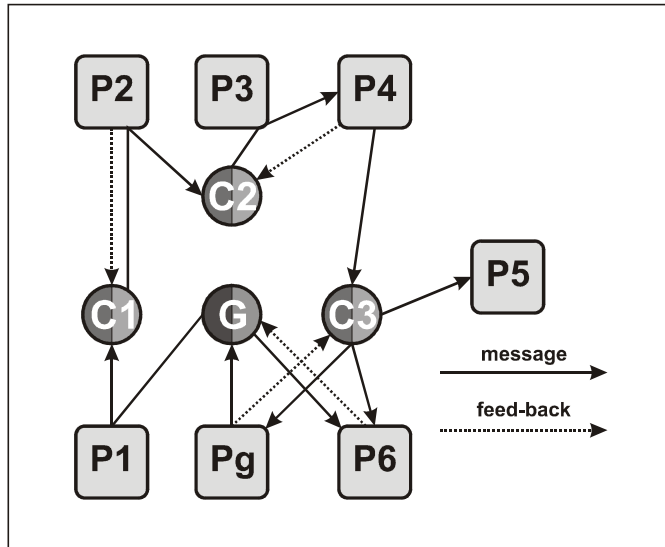 P2 P3 P4
C2
P5
C1 G C3
message
feed-back
P1 Pg P6